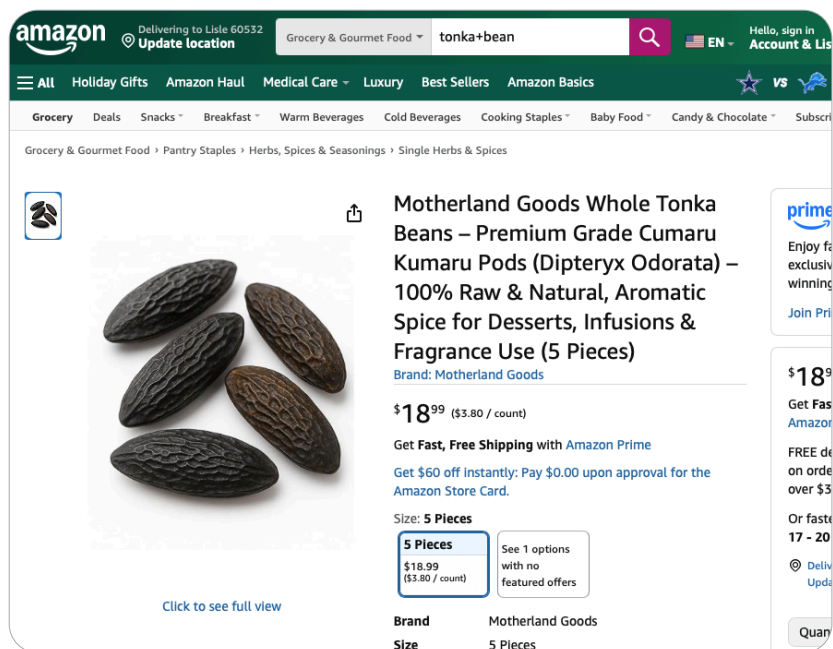 amazon
Delivering to Lisle 60532
Update location
Grocery & Gourmet Food
tonka+bean
EN
Hello, sign in
Account & Lis
All
Holiday Gifts
Amazon Haul
Medical Care
Luxury
Best Sellers
Amazon Basics
VS
Grocery
Deals
Snacks
Breakfast
Warm Beverages
Cold Beverages
Cooking Staples
Baby Food
Candy & Chocolate
Subscri
Grocery & Gourmet Food › Pantry Staples › Herbs, Spices & Seasonings › Single Herbs & Spices
Motherland Goods Whole Tonka
Beans – Premium Grade Cumaru
Kumaru Pods (Dipteryx Odorata) –
100% Raw & Natural, Aromatic
Spice for Desserts, Infusions &
Fragrance Use (5 Pieces)
Brand: Motherland Goods
$18.99 ($3.80 / count)
Get Fast, Free Shipping with Amazon Prime
Get $60 off instantly: Pay $0.00 upon approval for the
Amazon Store Card.
Size: 5 Pieces
5 Pieces
$18.99
($3.80 / count)
See 1 options
with no
featured offers
Brand Motherland Goods
Size 5 Pieces
Click to see full view
prime
Enjoy fa
exclusiv
winning
Join Pri
$18
Get Fas
Amazon
FREE de
on orde
over $3
Or faste
17 - 20
Deliv
Upda
Quan